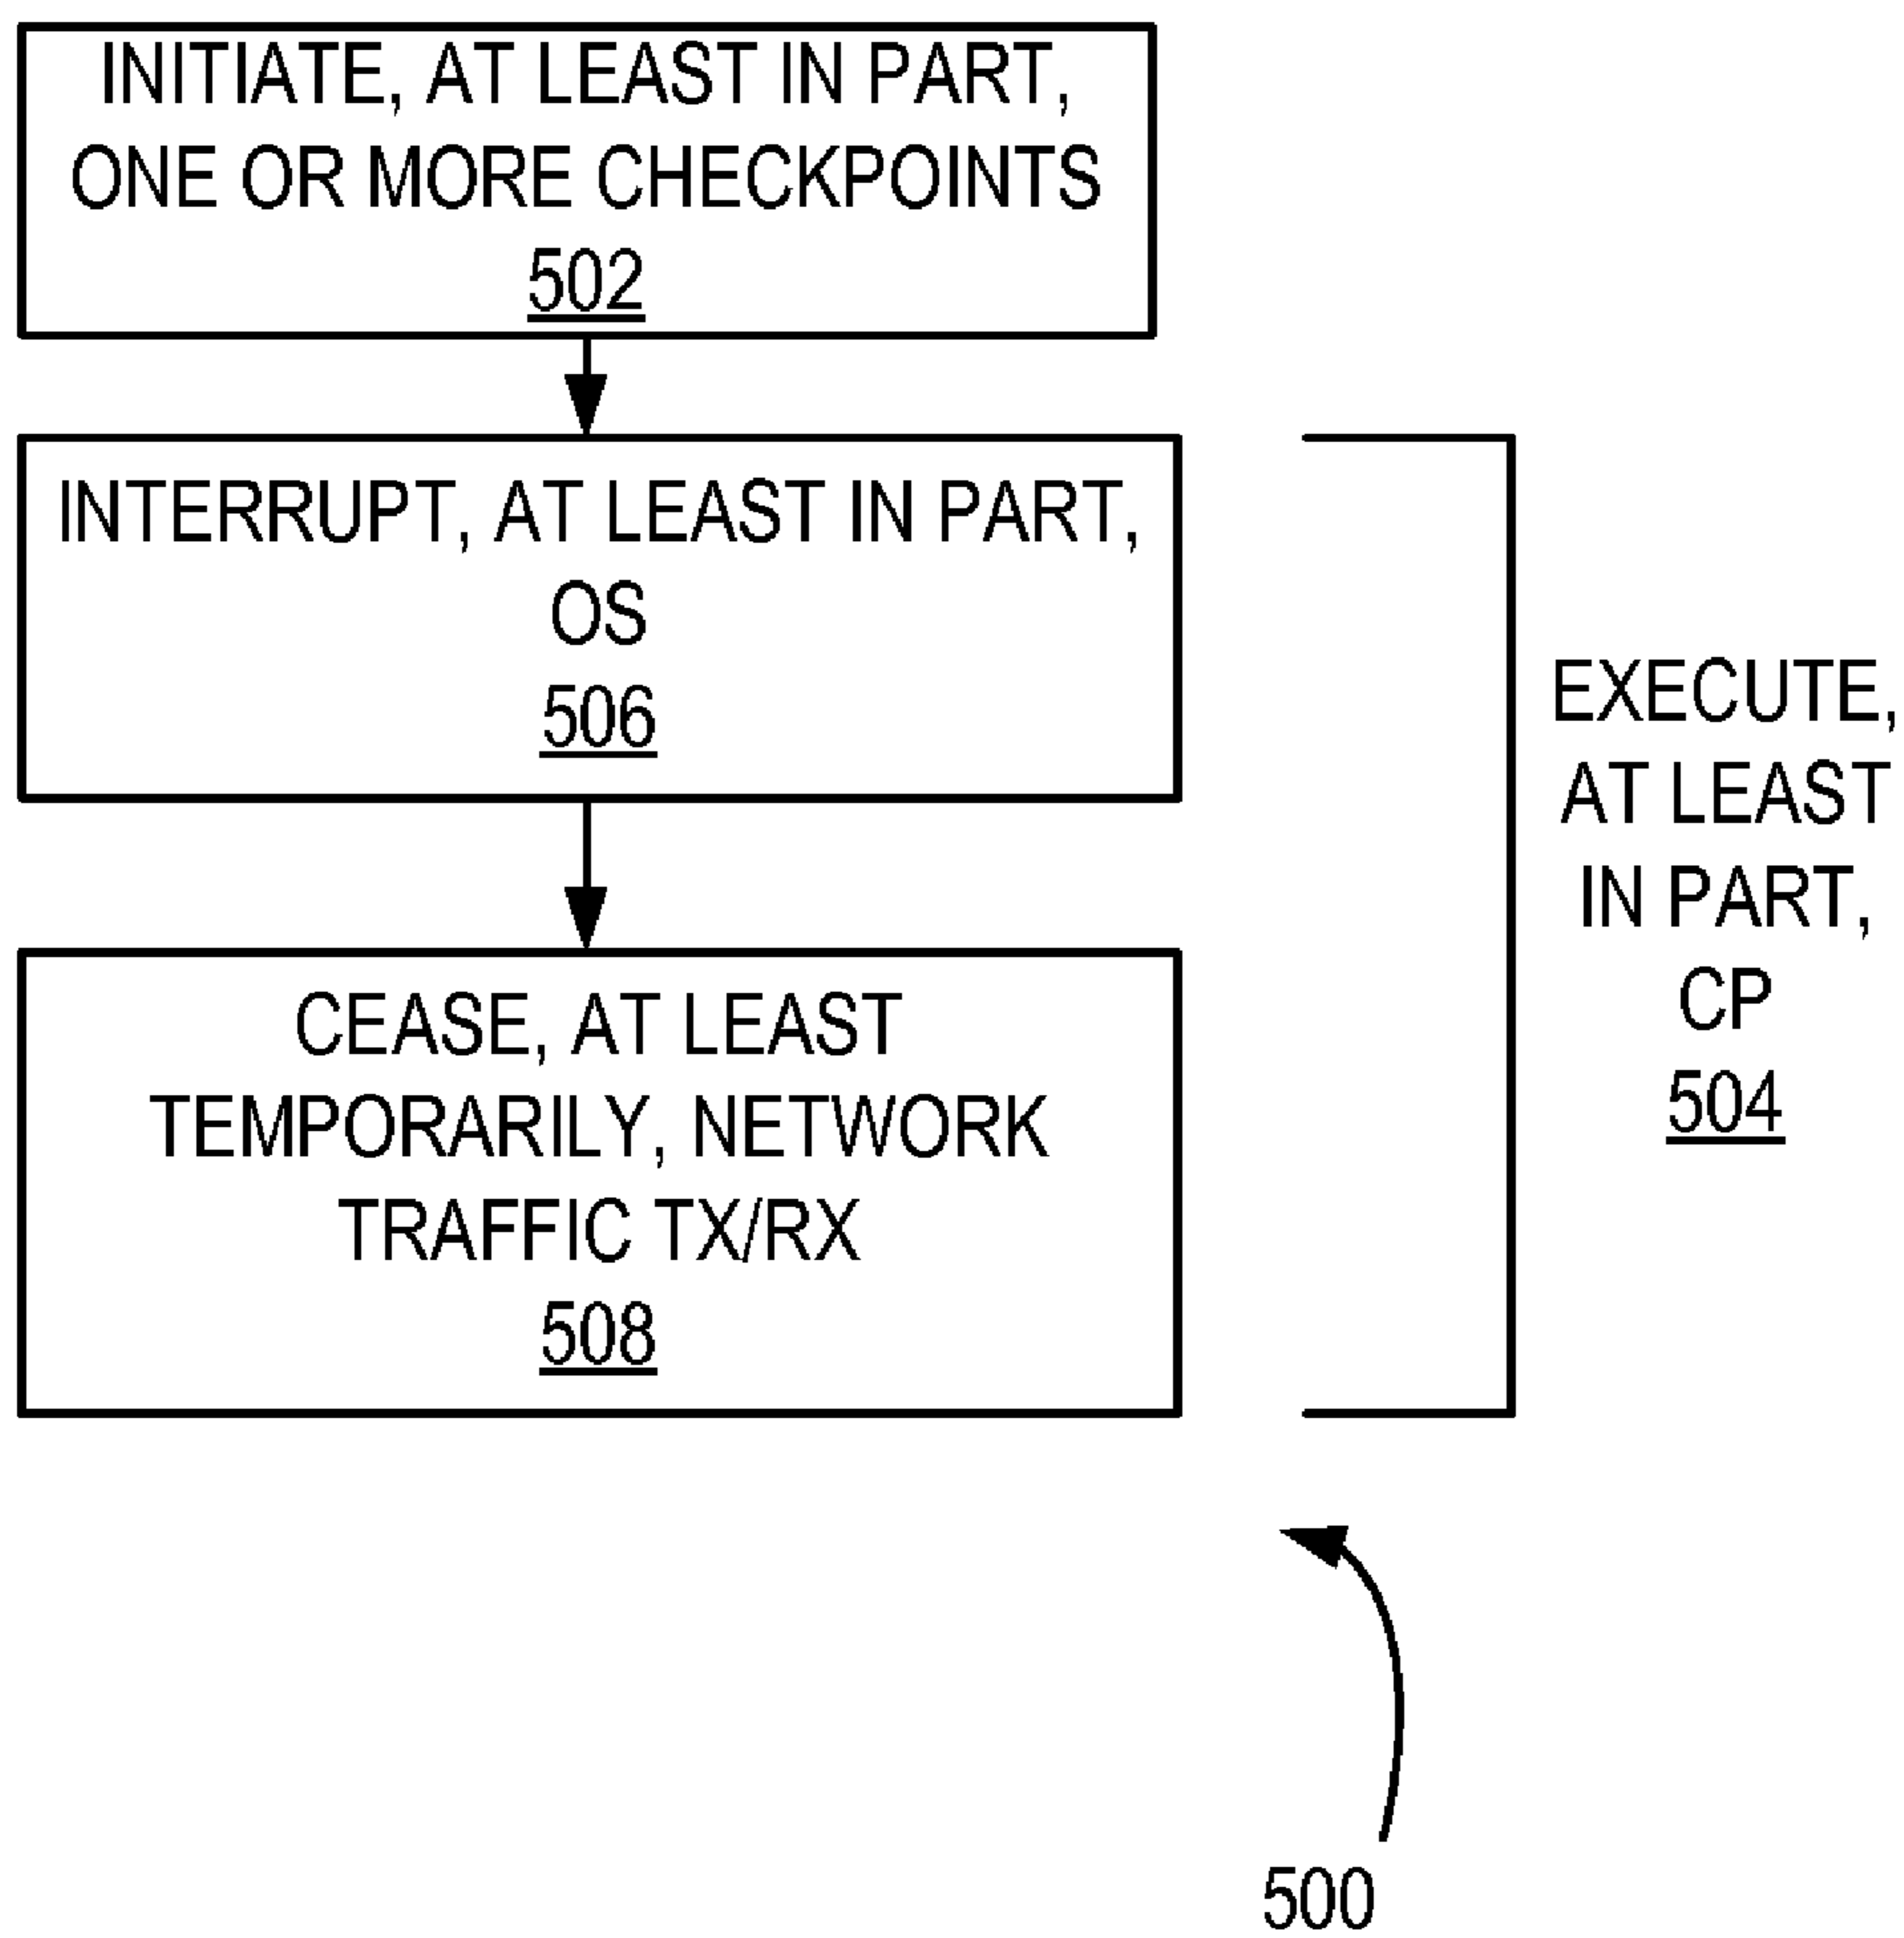 INITIATE, AT LEAST IN PART,
ONE OR MORE CHECKPOINTS
502
INTERRUPT, AT LEAST IN PART,
OS
506
CEASE, AT LEAST
TEMPORARILY, NETWORK
TRAFFIC TX/RX
508
EXECUTE,
AT LEAST
IN PART,
CP
504
500